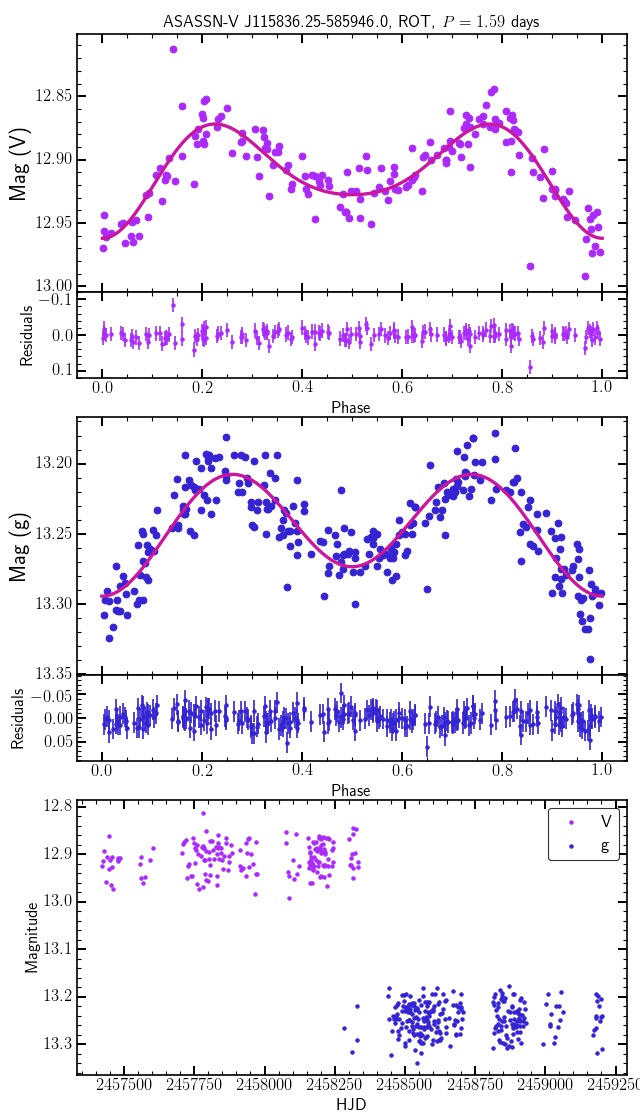 ASASSN-V J115836.25-585946.0, ROT, P = 1.59 days
12.85
12.90
12.95
13.00
Mag (V)
−0.1
0.0
0.1
Residuals
0.0 0.2 0.4 0.6 0.8 1.0
Phase
13.20
13.25
13.30
13.35
Mag (g)
−0.05
0.00
0.05
Residuals
0.0 0.2 0.4 0.6 0.8 1.0
Phase
12.8
12.9
13.0
13.1
13.2
13.3
Magnitude
V
g
2457500 2457750 2458000 2458250 2458500 2458750 2459000 2459250
HJD